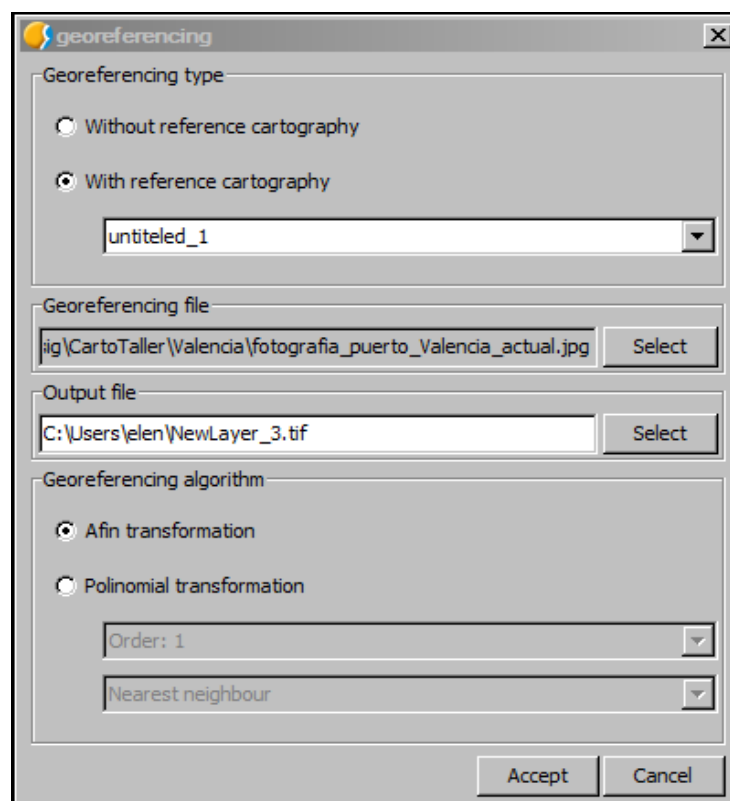 georeferencing
Georeferencing type
Without reference cartography
With reference cartography
untiteled_1
Georeferencing file
sig\CartoTaller\Valencia\fotografia_puerto_Valencia_actual.jpg Select
Output file
C:\Users\elen\NewLayer_3.tif Select
Georeferencing algorithm
Afin transformation
Polinomial transformation
Order: 1
Nearest neighbour
Accept Cancel